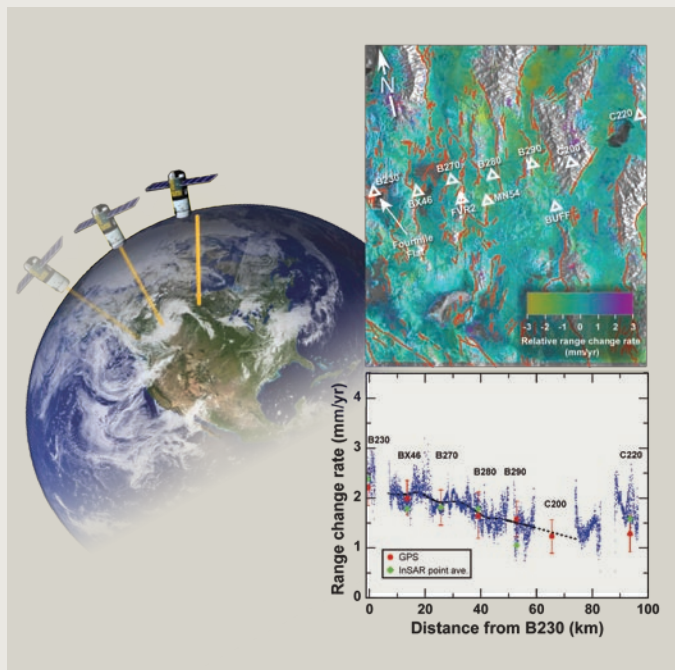 N
C220
B290
C200
B280
B270
B230
BX46
FVR2
MN54
BUFF
Fourmile
-3 -2 -1 0 1 2 3
Relative range change rate
(mm/yr)
Range change rate (mm/yr)
4
3
2
1
0
B230
BX46
B270
B280
B290
C200
C220
GPS
InSAR point ave.
0 20 40 60 80 100
Distance from B230 (km)